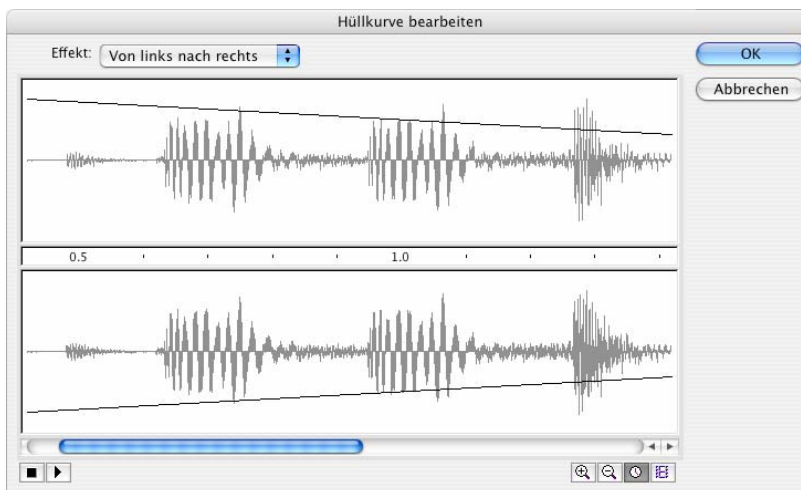 Hüllkurve bearbeiten
Effekt: Von links nach rechts
OK
Abbrechen
0.5 1.0